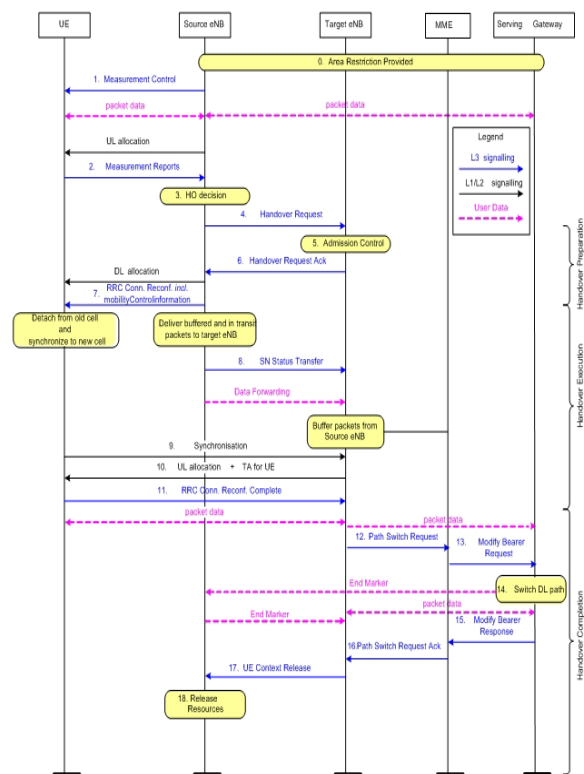 UE
Source eNB
Target eNB
MME
Serving Gateway
0. Area Restriction Provided
1. Measurement Control
packet data
packet data
UL allocation
Legend
L3 signalling
L1/L2 signalling
User Data
2. Measurement Reports
3. HO decision
4. Handover Request
5. Admission Control
6. Handover Request Ack
DL allocation
7. RRC Conn. Reconf. incl.
mobilityControlinformation
Handover Preparation
Detach from old cell
and
synchronize to new cell
Deliver buffered and in transit
packets to target eNB
8. SN Status Transfer
Data Forwarding
Buffer packets from
Source eNB
9. Synchronisation
10. UL allocation + TA for UE
11. RRC Conn. Reconf. Complete
Handover Execution
packet data
packet data
12. Path Switch Request
13. Modify Bearer
Request
End Marker
14. Switch DL path
packet data
End Marker
15. Modify Bearer
Response
16.Path Switch Request Ack
17. UE Context Release
18. Release
Resources
Handover Completion